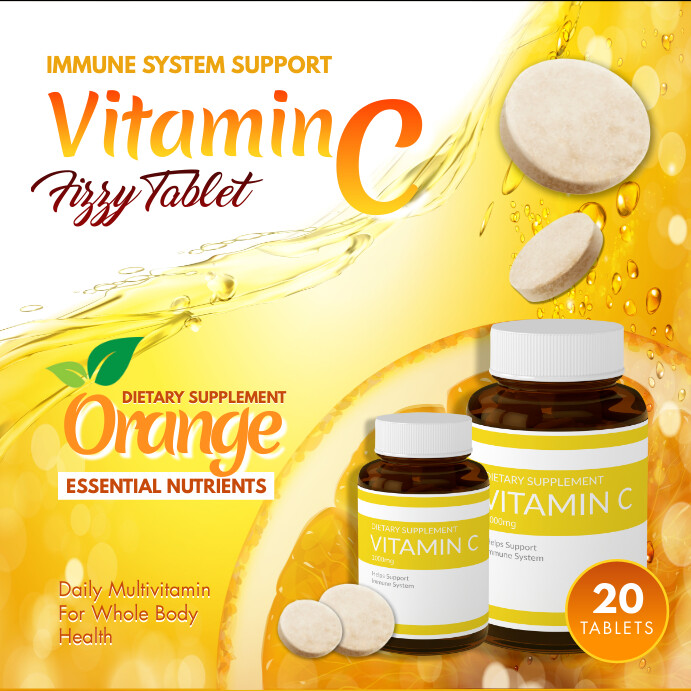 IMMUNE SYSTEM SUPPORT
Vitamin C
Fizzy Tablet
DIETARY SUPPLEMENT
Orange
ESSENTIAL NUTRIENTS
Daily Multivitamin
For Whole Body
Health
DIETARY SUPPLEMENT
VITAMIN C
1000mg
Helps Support
Immune System
DIETARY SUPPLEMENT
VITAMIN C
000mg
Helps Support
Immune System
20
TABLETS